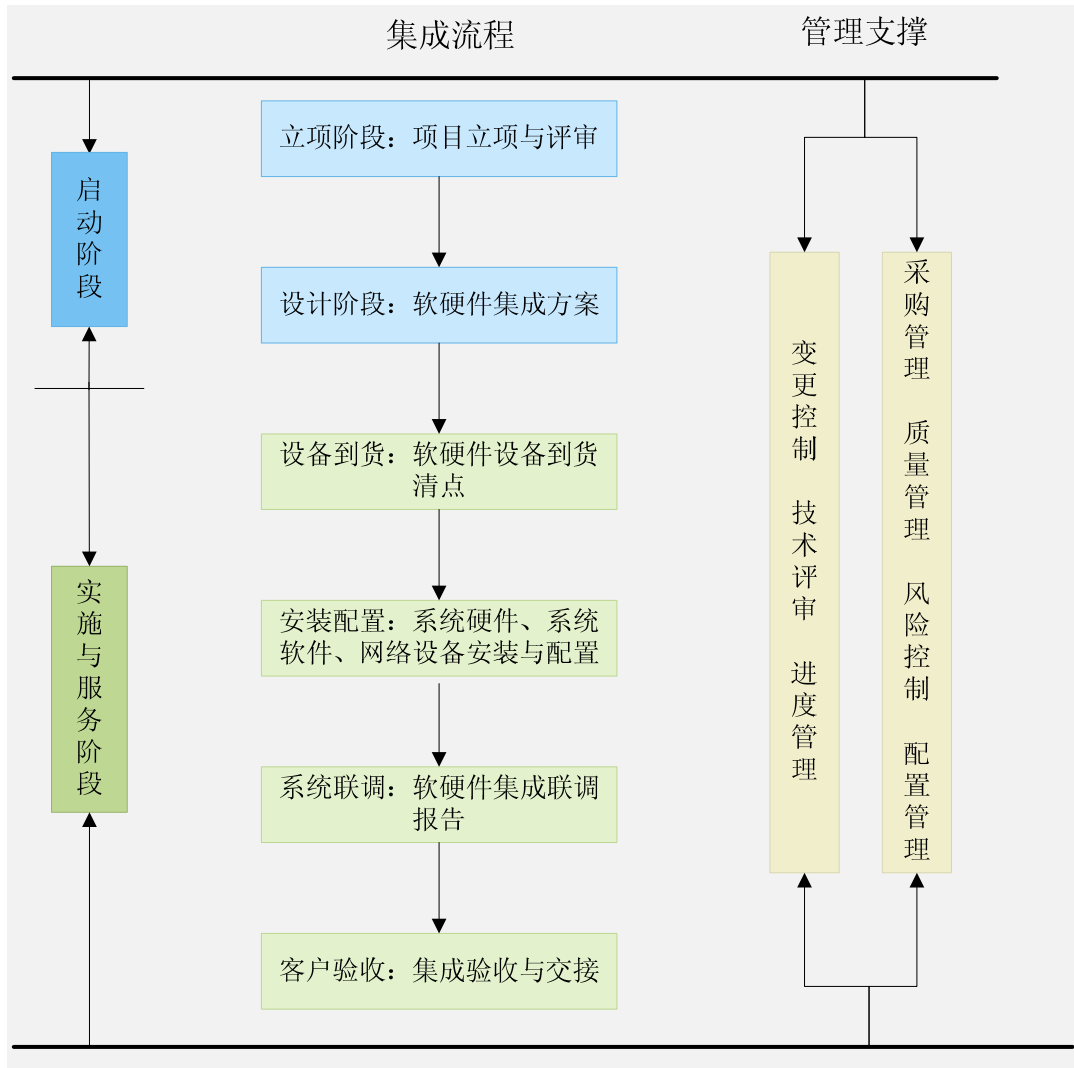 集成流程
管理支撑
启动阶段
实施与服务阶段
立项阶段：项目立项与评审
设计阶段：软硬件集成方案
设备到货：软硬件设备到货
清点
安装配置：系统硬件、系统
软件、网络设备安装与配置
系统联调：软硬件集成联调
报告
客户验收：集成验收与交接
变更控制 技术评审 进度管理
采购管理 质量管理 风险控制 配置管理